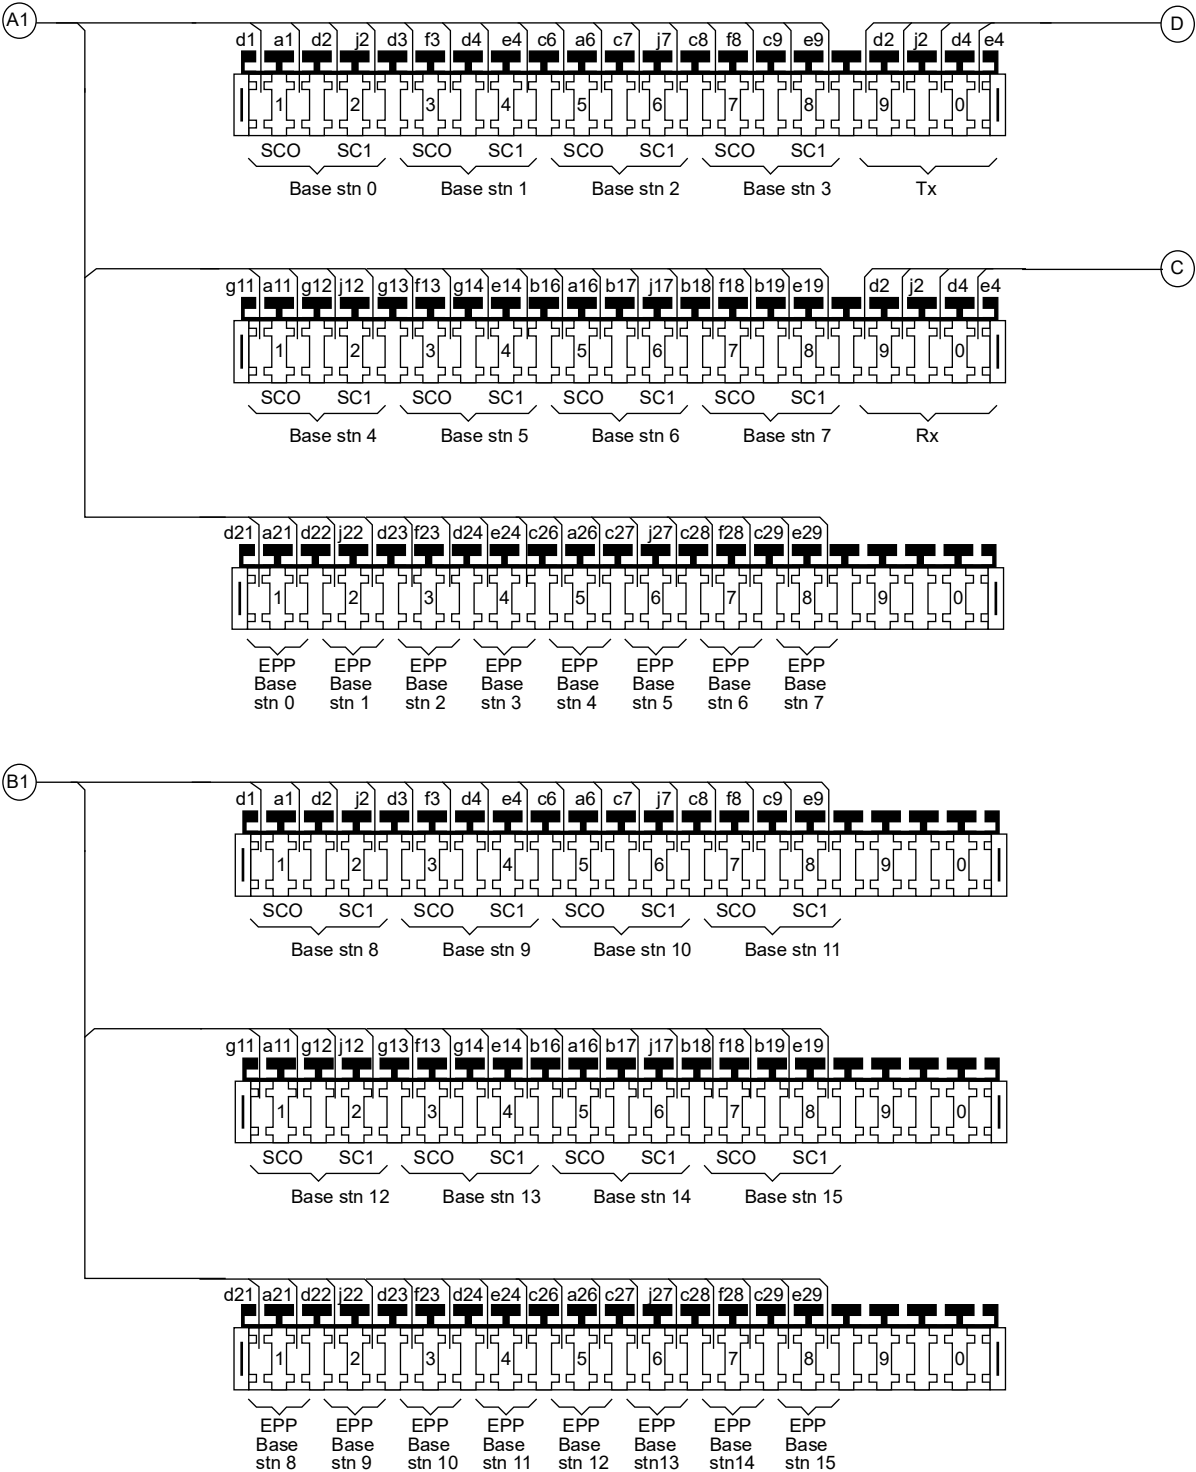 A1
D
d1 a1 d2 j2 d3 f3 d4 e4 c6 a6 c7 j7 c8 f8 c9 e9 d2 j2 d4 e4
1 2 3 4 5 6 7 8 9 0
SCO SC1 SCO SC1 SCO SC1 SCO SC1
Base stn 0 Base stn 1 Base stn 2 Base stn 3 Tx
C
g11 a11 g12 j12 g13 f13 g14 e14 b16 a16 b17 j17 b18 f18 b19 e19 d2 j2 d4 e4
1 2 3 4 5 6 7 8 9 0
SCO SC1 SCO SC1 SCO SC1 SCO SC1
Base stn 4 Base stn 5 Base stn 6 Base stn 7 Rx
d21 a21 d22 j22 d23 f23 d24 e24 c26 a26 c27 j27 c28 f28 c29 e29
1 2 3 4 5 6 7 8 9 0
EPP EPP EPP EPP EPP EPP EPP EPP
Base Base Base Base Base Base Base Base
stn 0 stn 1 stn 2 stn 3 stn 4 stn 5 stn 6 stn 7
B1
d1 a1 d2 j2 d3 f3 d4 e4 c6 a6 c7 j7 c8 f8 c9 e9
1 2 3 4 5 6 7 8 9 0
SCO SC1 SCO SC1 SCO SC1 SCO SC1
Base stn 8 Base stn 9 Base stn 10 Base stn 11
g11 a11 g12 j12 g13 f13 g14 e14 b16 a16 b17 j17 b18 f18 b19 e19
1 2 3 4 5 6 7 8 9 0
SCO SC1 SCO SC1 SCO SC1 SCO SC1
Base stn 12 Base stn 13 Base stn 14 Base stn 15
d21 a21 d22 j22 d23 f23 d24 e24 c26 a26 c27 j27 c28 f28 c29 e29
1 2 3 4 5 6 7 8 9 0
EPP EPP EPP EPP EPP EPP EPP EPP
Base Base Base Base Base Base Base Base
stn 8 stn 9 stn 10 stn 11 stn 12 stn13 stn14 stn 15